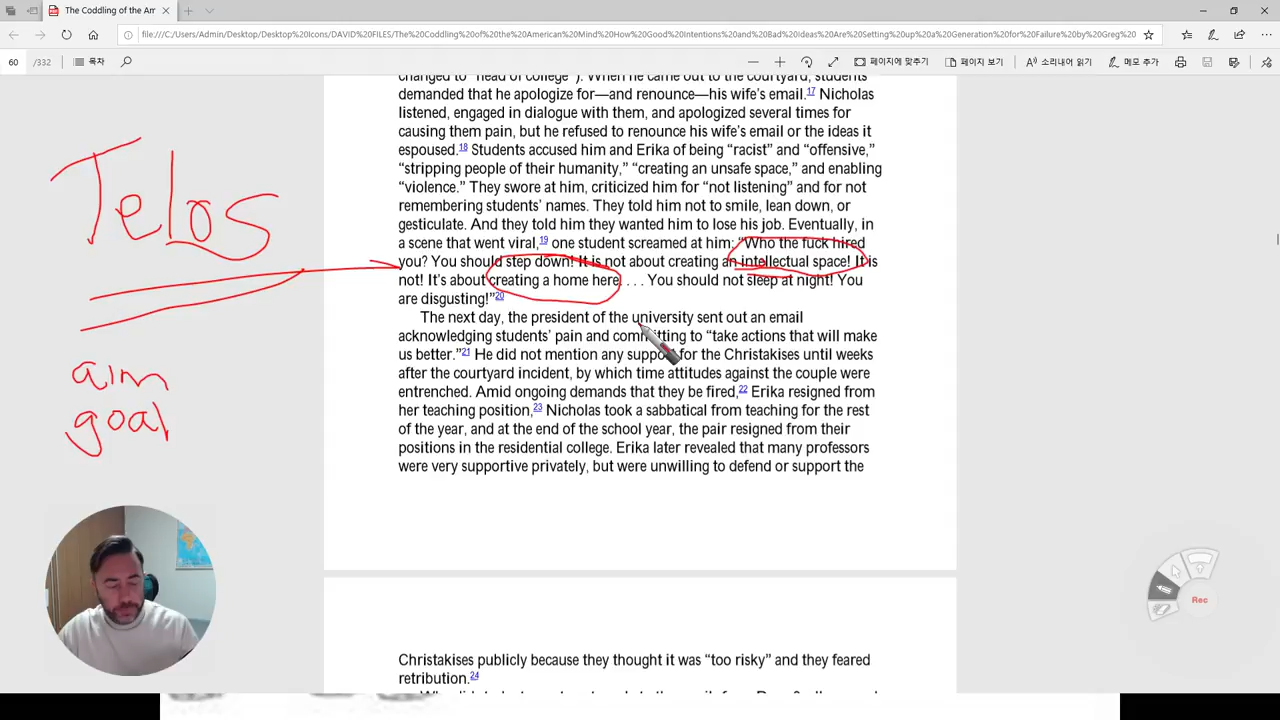 The Coddling of the Am
file:///C:/Users/Admin/Desktop/Desktop%20Icons/DAVID%20FILES/The%20Coddling%20of%20the%20American%20Mind%20How%20Good%20Intentions%20and%20Bad%20Ideas%20Are%20Setting%20up%20a%20Generation%20for%20Failure%20by%20Greg%20
60 /332 목차 페이지에 맞추기 페이지 보기 소리내어 읽기 메모 추가
changed to “head of college”). When he came out to the courtyard, students
demanded that he apologize for—and renounce—his wife’s email.17 Nicholas
listened, engaged in dialogue with them, and apologized several times for
causing them pain, but he refused to renounce his wife’s email or the ideas it
espoused.18 Students accused him and Erika of being “racist” and “offensive,”
“stripping people of their humanity,” “creating an unsafe space,” and enabling
“violence.” They swore at him, criticized him for “not listening” and for not
remembering students’ names. They told him not to smile, lean down, or
gesticulate. And they told him they wanted him to lose his job. Eventually, in
a scene that went viral,19 one student screamed at him: “Who the fuck hired
you? You should step down! It is not about creating an intellectual space! It is
not! It’s about creating a home here. . . . You should not sleep at night! You
are disgusting!”20
The next day, the president of the university sent out an email
acknowledging students’ pain and committing to “take actions that will make
us better.”21 He did not mention any support for the Christakises until weeks
after the courtyard incident, by which time attitudes against the couple were
entrenched. Amid ongoing demands that they be fired,22 Erika resigned from
her teaching position,23 Nicholas took a sabbatical from teaching for the rest
of the year, and at the end of the school year, the pair resigned from their
positions in the residential college. Erika later revealed that many professors
were very supportive privately, but were unwilling to defend or support the
Christakises publicly because they thought it was “too risky” and they feared
retribution.24
Telos
aim
goal
Rec